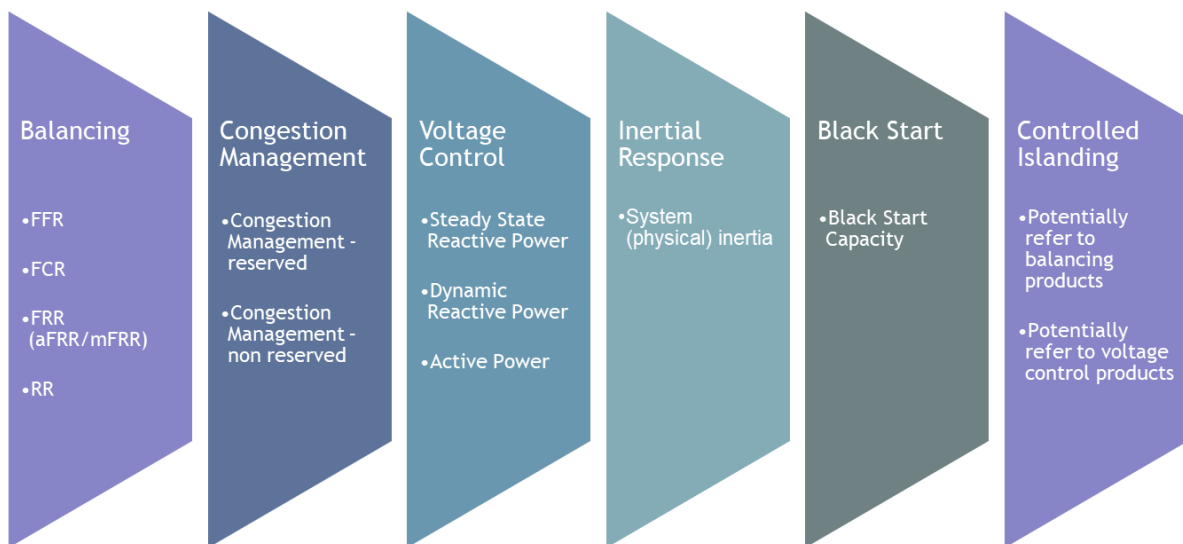 Balancing
•FFR
•FCR
•FRR
(aFRR/mFRR)
•RR
Congestion
Management
•Congestion
Management -
reserved
•Congestion
Management -
non reserved
Voltage
Control
•Steady State
Reactive Power
•Dynamic
Reactive Power
•Active Power
Inertial
Response
•System
(physical) inertia
Black Start
•Black Start
Capacity
Controlled
Islanding
•Potentially
refer to
balancing
products
•Potentially
refer to voltage
control products